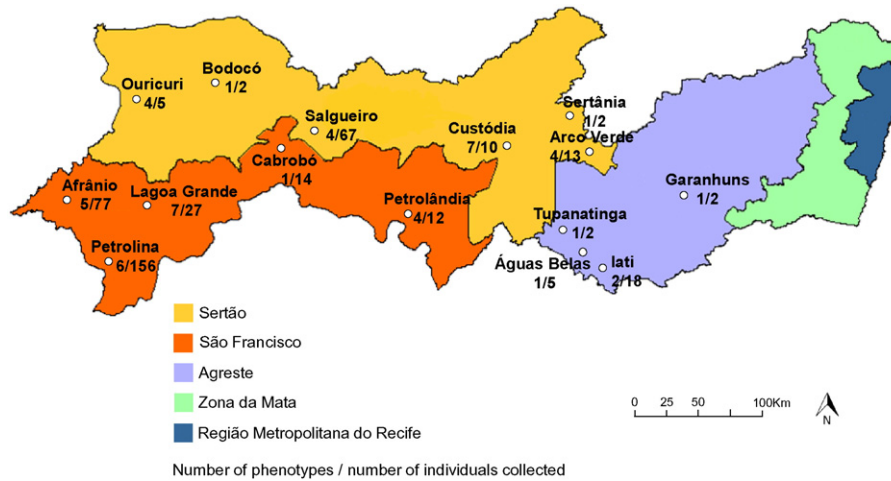 Bodocó
1/2
Ouricuri
4/5
Salgueiro
4/67
Sertânia
1/2
Custódia
7/10
Arco Verde
4/13
Cabrobó
1/14
Afrânio
5/77
Lagoa Grande
7/27
Petrolândia
4/12
Garanhuns
1/2
Tupanatinga
1/2
Petrolina
6/156
Águas Belas
1/5
Iati
2/18
Sertão
São Francisco
Agreste
Zona da Mata
Região Metropolitana do Recife
0 25 50 100Km
N
Number of phenotypes / number of individuals collected